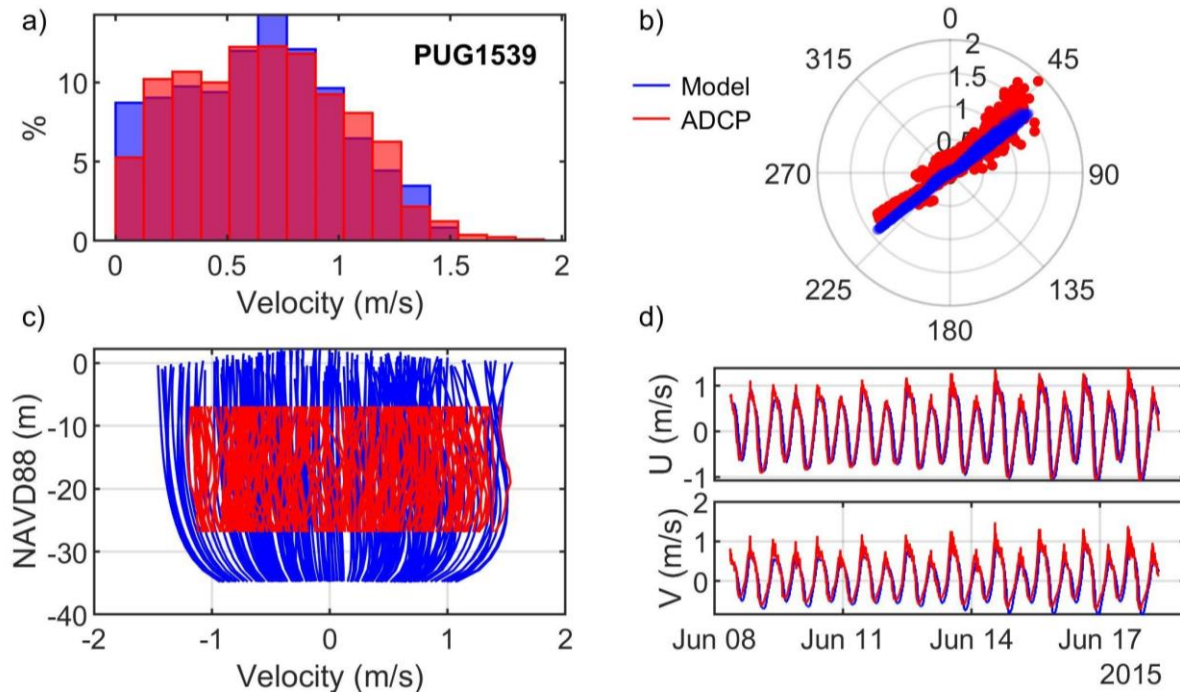 a)
PUG1539
%
10
5
0
0 0.5 1 1.5 2
Velocity (m/s)
b)
Model
ADCP
0
45
90
135
180
225
270
315
2
1.5
1
c)
NAVD88 (m)
0
-10
-20
-30
-40
-2 -1 0 1 2
Velocity (m/s)
d)
U (m/s)
1
0
-1
V (m/s)
2
1
0
Jun 08 Jun 11 Jun 14 Jun 17
2015